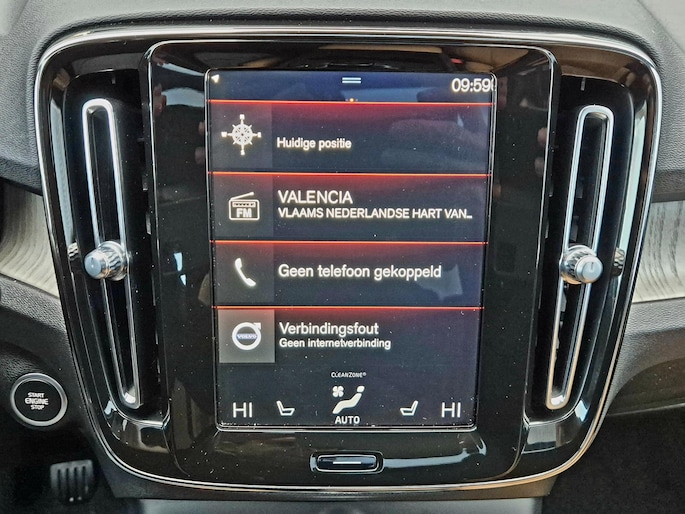 09:59
Huidige positie
VALENCIA
FM
VLAAMS NEDERLANDSE HART VAN..
Geen telefoon gekoppeld
VOLVO
Verbindingsfout
Geen internetverbinding
CLEANZONE®
HI
HI
AUTO
START
ENGINE
STOP